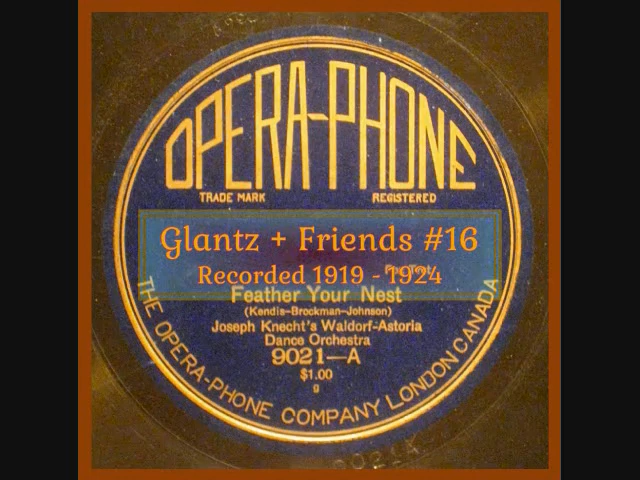 OPERA-PHONE
TRADE MARK REGISTERED
Glantz + Friends #16
Recorded 1919 - 1924
Feather Your Nest
(Kendis-Brockman-Johnson)
Joseph Knecht's Waldorf-Astoria
Dance Orchestra
9021—A
$1.00
g
THE OPERA-PHONE COMPANY LONDON CANADA